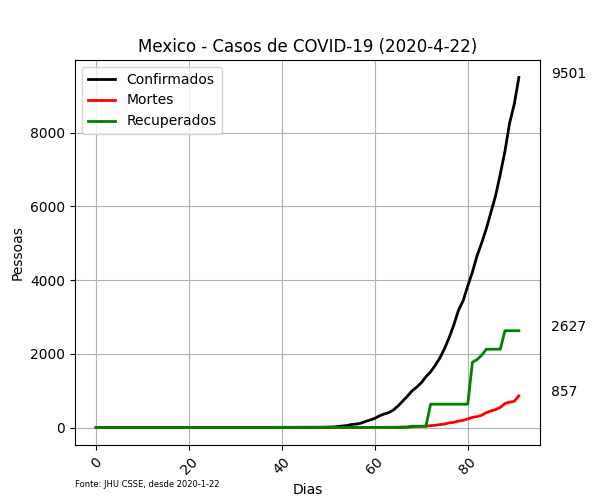 Mexico - Casos de COVID-19 (2020-4-22)
Confirmados
Mortes
Recuperados
9501
2627
857
8000
6000
4000
2000
0
Pessoas
0
20
40
60
80
Dias
Fonte: JHU CSSE, desde 2020-1-22